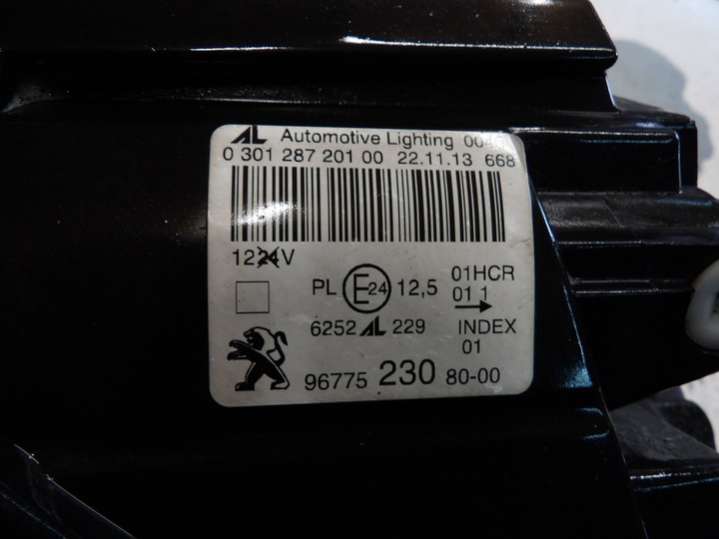 AL Automotive Lighting
0 301 287 201 00 22.11.13 668
12 24V
PL E24 12,5 01HCR
01 1
6252 AL 229 INDEX
01
96775 230 80-00